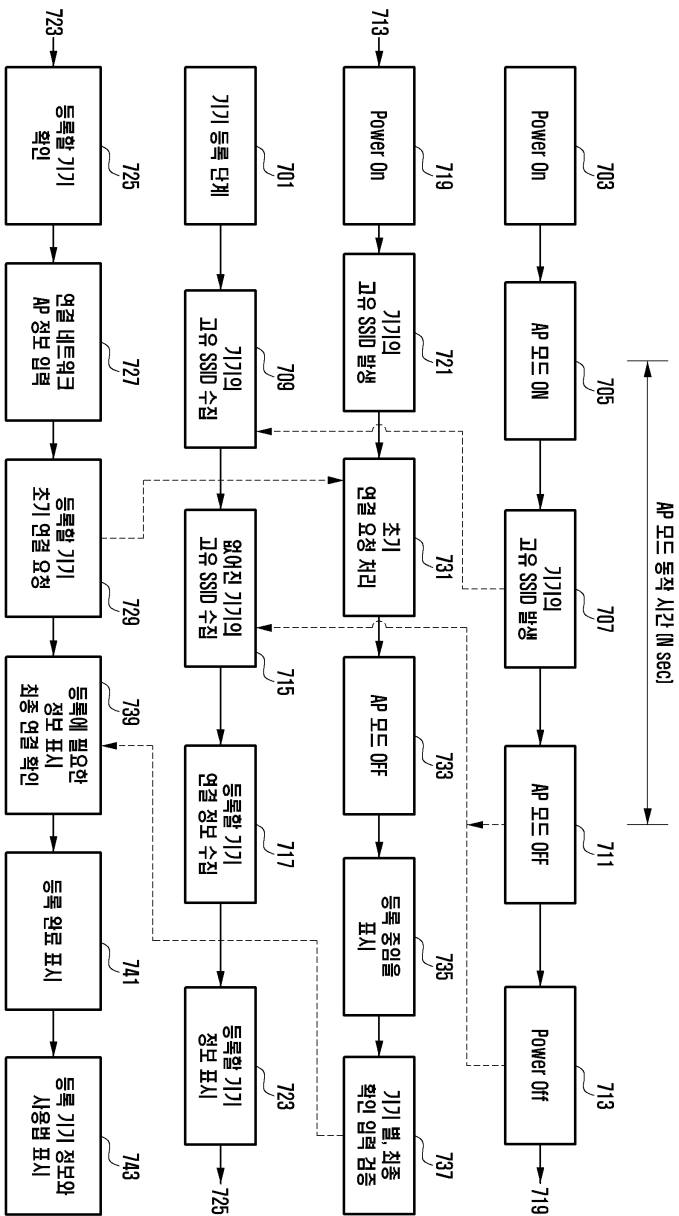 AP 모드 동작 시간 (N sec)
703
Power On
705
AP 모드 ON
707
기기의
고유 SSID 발생
711
AP 모드 OFF
713
Power Off
719
713
719
Power On
721
기기의
고유 SSID 발생
731
초기
연결 요청 처리
733
AP 모드 OFF
735
등록 중임을
표시
737
기기 별, 최종
확인 입력 검증
701
기기 등록 단계
709
기기의
고유 SSID 수집
715
없어진 기기의
고유 SSID 수집
717
등록할 기기
연결 정보 수집
723
등록할 기기
정보 표시
725
723
725
등록할 기기
확인
727
연결 네트워크
AP 정보 입력
729
등록할 기기
초기 연결 요청
739
등록에 필요한
정보 표시
최종 연결 확인
741
등록 완료 표시
743
등록 기기 정보와
사용법 표시